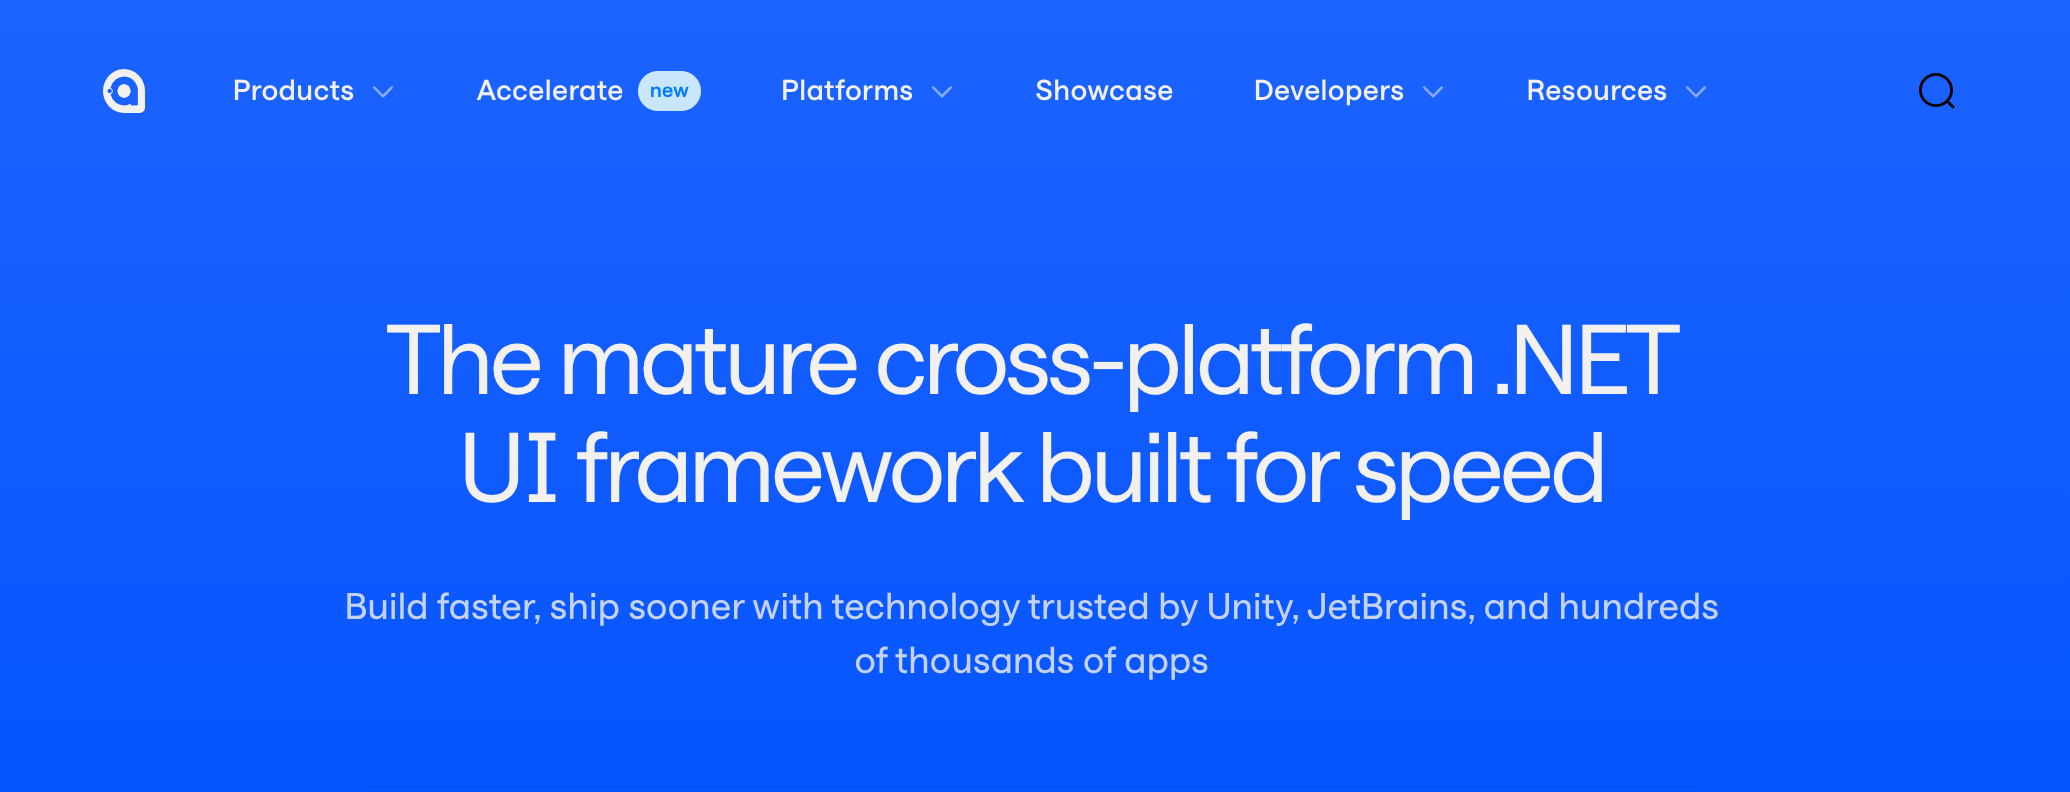 Products
Accelerate new
Platforms
Showcase
Developers
Resources
The mature cross-platform .NET
UI framework built for speed
Build faster, ship sooner with technology trusted by Unity, JetBrains, and hundreds
of thousands of apps